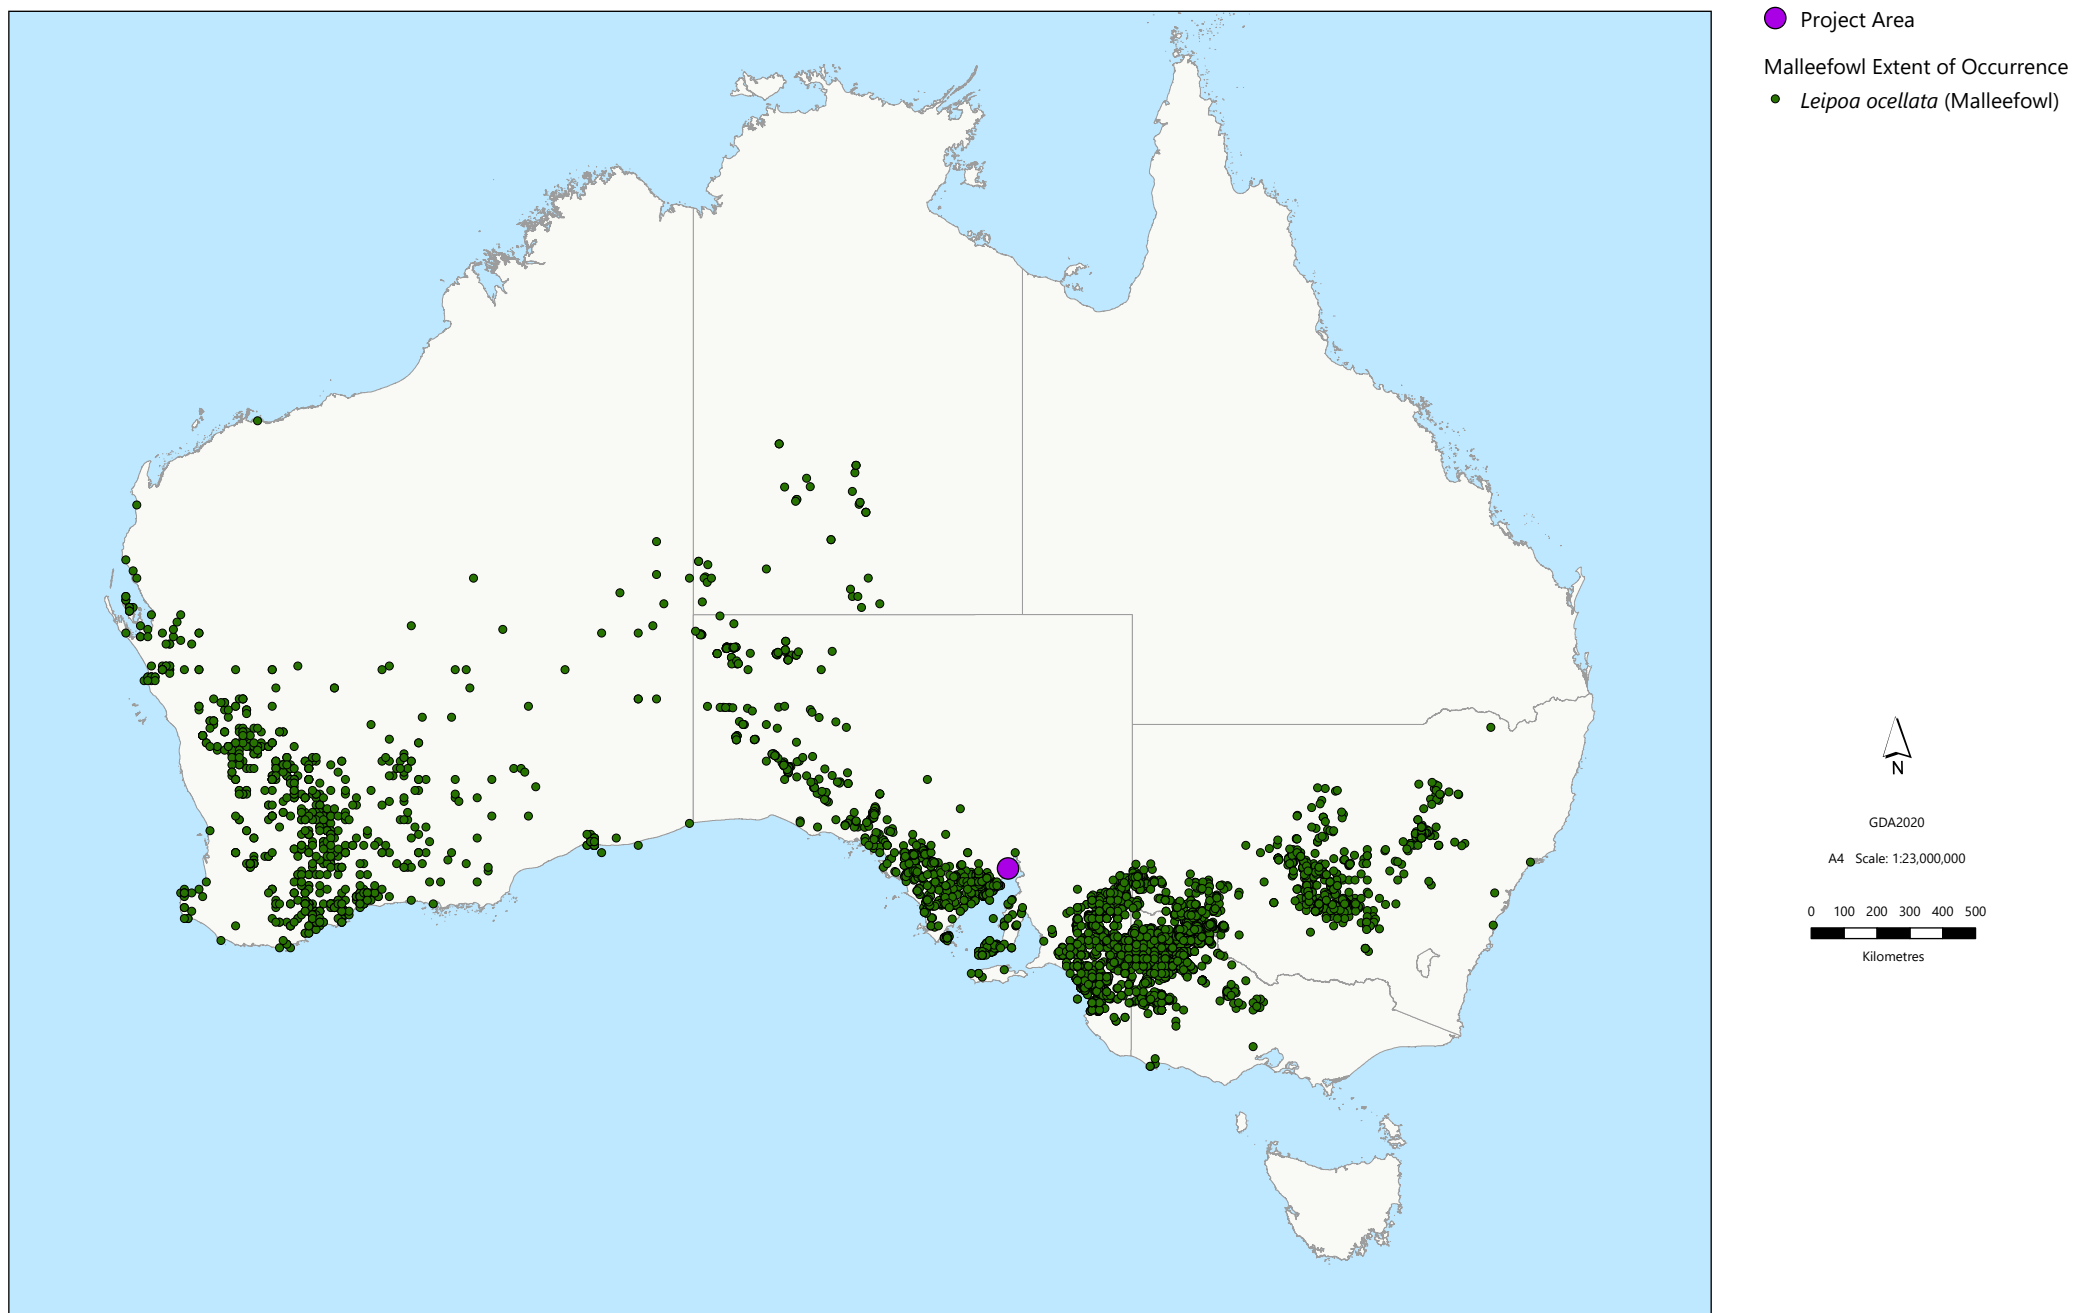 Project Area
Malleefowl Extent of Occurrence
Leipoa ocellata (Malleefowl)
N
GDA2020
A4 Scale: 1:23,000,000
0 100 200 300 400 500
Kilometres